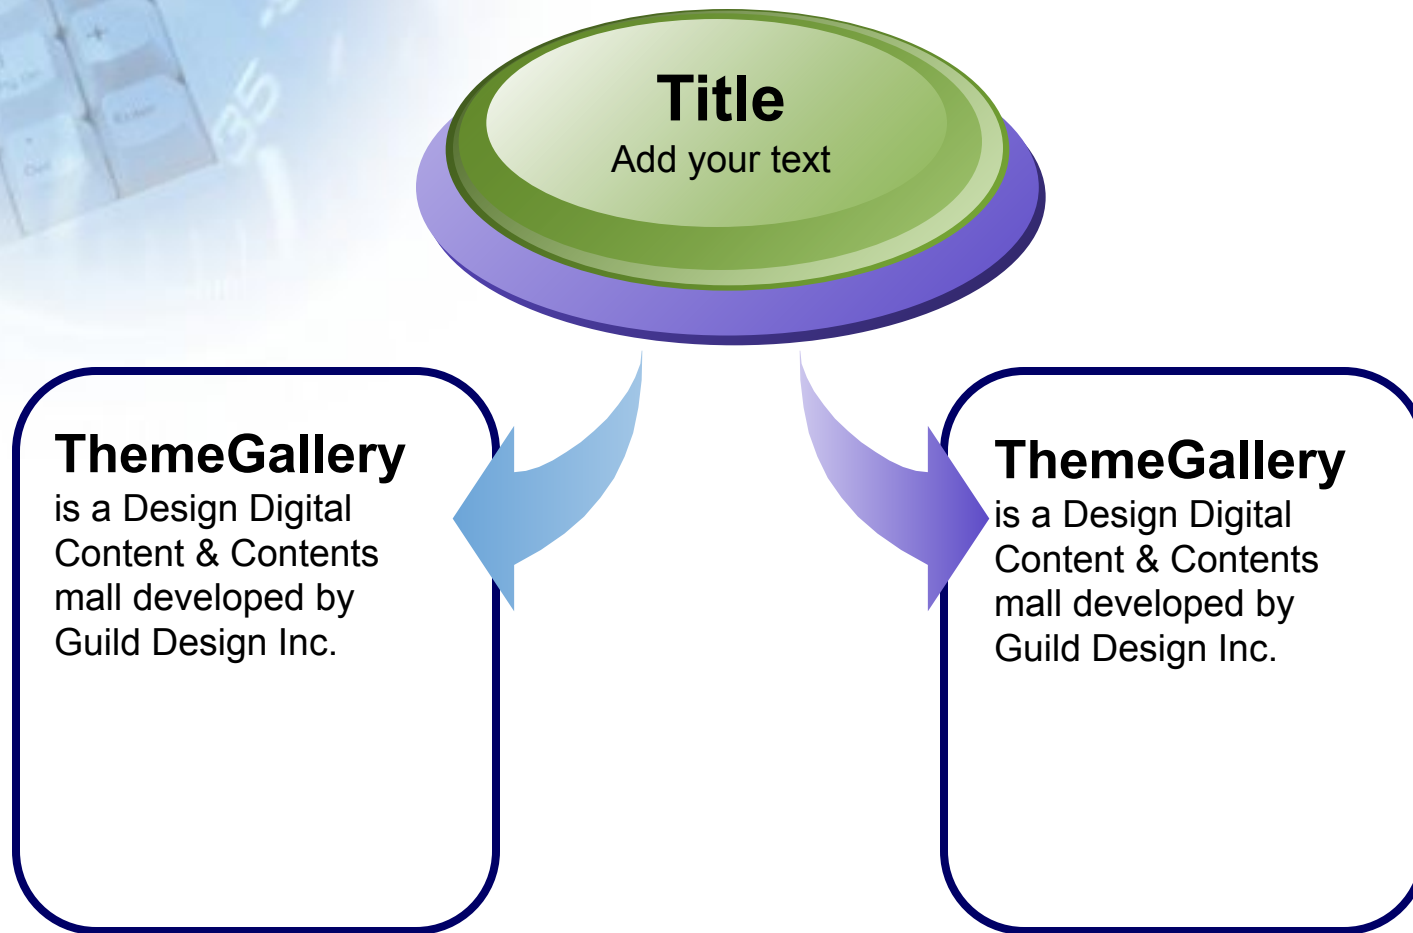 Title
Add your text
ThemeGallery
is a Design Digital
Content & Contents
mall developed by
Guild Design Inc.
ThemeGallery
is a Design Digital
Content & Contents
mall developed by
Guild Design Inc.